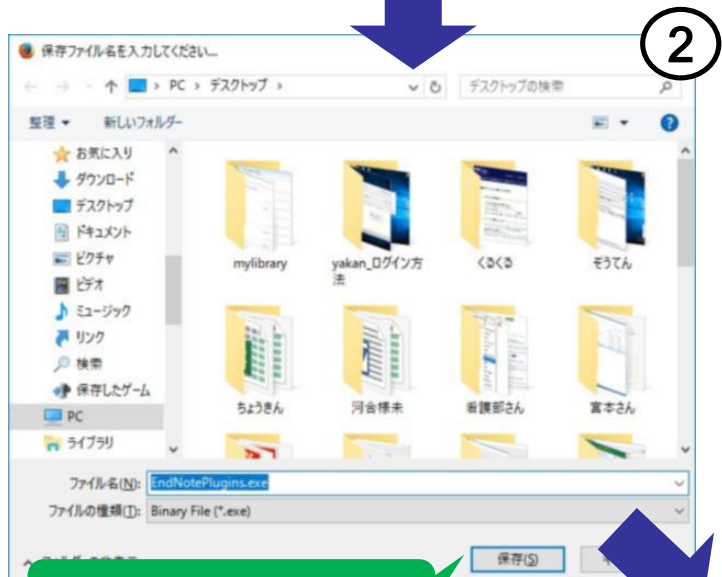 ②
保存ファイル名を入力してください...
PC › デスクトップ ›
デスクトップの検索
整理
新しいフォルダー
お気に入り
ダウンロード
デスクトップ
ドキュメント
ピクチャ
ビデオ
ミュージック
リンク
検索
保存したゲーム
PC
ライブラリ
mylibrary
yakan_ログイン方
法
くるくる
そうてん
ちょうきん
河合様未
看護部さん
宮本さん
ファイル名(N): EndNotePlugins.exe
ファイルの種類(T): Binary File (*.exe)
保存(S)